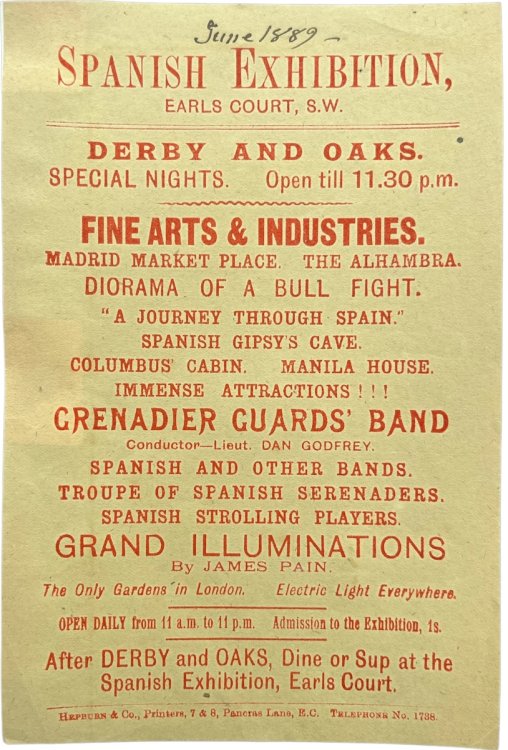 June 1889 –
SPANISH EXHIBITION,
EARLS COURT, S.W.
DERBY AND OAKS.
SPECIAL NIGHTS. Open till 11.30 p.m.
FINE ARTS & INDUSTRIES.
MADRID MARKET PLACE. THE ALHAMBRA.
DIORAMA OF A BULL FIGHT.
"A JOURNEY THROUGH SPAIN."
SPANISH GIPSY'S CAVE.
COLUMBUS' CABIN. MANILA HOUSE.
IMMENSE ATTRACTIONS ! ! !
GRENADIER GUARDS' BAND
Conductor—Lieut. DAN GODFREY.
SPANISH AND OTHER BANDS.
TROUPE OF SPANISH SERENADERS.
SPANISH STROLLING PLAYERS.
GRAND ILLUMINATIONS
By JAMES PAIN.
The Only Gardens in London. Electric Light Everywhere.
OPEN DAILY from 11 a.m. to 11 p.m. Admission to the Exhibition, 1s.
After DERBY and OAKS, Dine or Sup at the
Spanish Exhibition, Earls Court.
HEPBURN & Co., Printers, 7 & 8, Pancras Lane, E.C. TELEPHONE No. 1738.